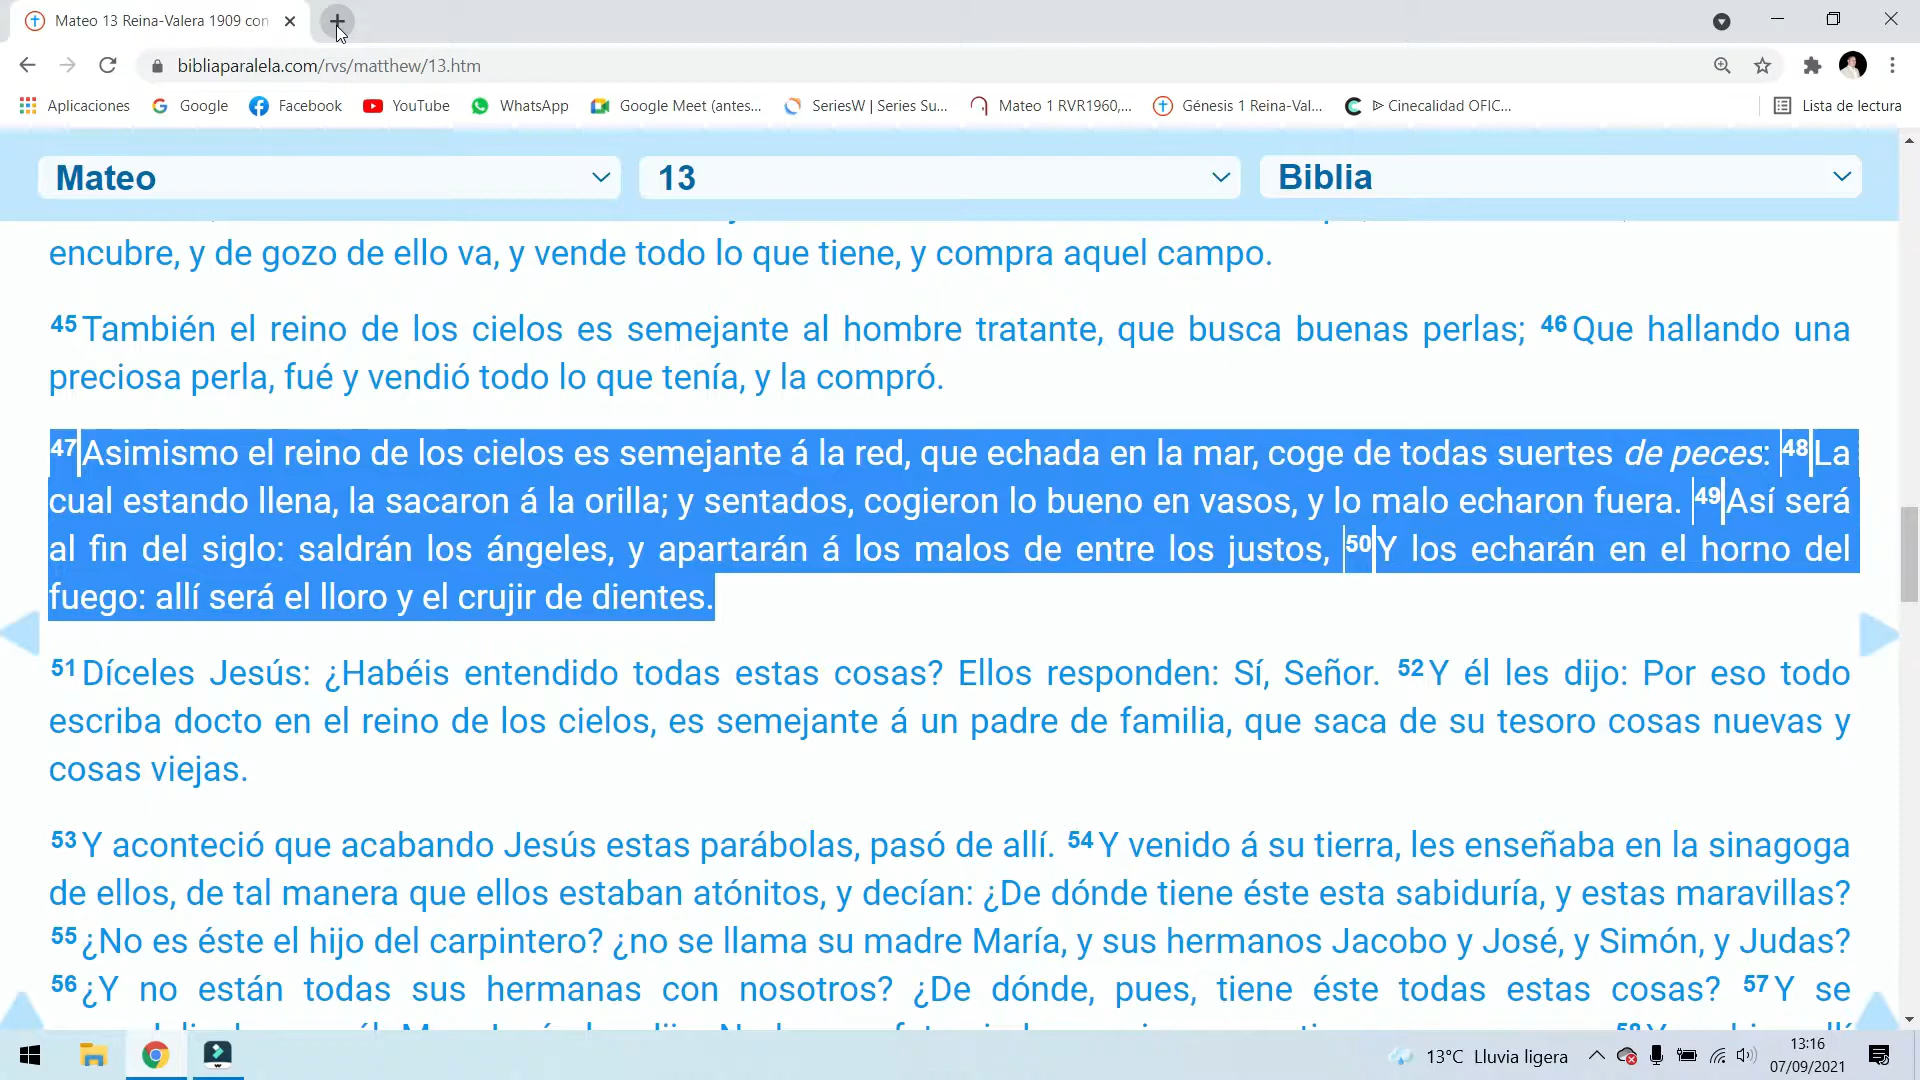 Mateo 13 Reina-Valera 1909 con
bibliaparalela.com/rvs/matthew/13.htm
Aplicaciones Google Facebook YouTube WhatsApp Google Meet (antes... SeriesW | Series Su... Mateo 1 RVR1960,... Génesis 1 Reina-Val... ᐅ Cinecalidad OFIC... Lista de lectura
Mateo 13 Biblia
encubre, y de gozo de ello va, y vende todo lo que tiene, y compra aquel campo.
45 También el reino de los cielos es semejante al hombre tratante, que busca buenas perlas; 46 Que hallando una
preciosa perla, fué y vendió todo lo que tenía, y la compró.
47 Asimismo el reino de los cielos es semejante á la red, que echada en la mar, coge de todas suertes de peces: 48 La
cual estando llena, la sacaron á la orilla; y sentados, cogieron lo bueno en vasos, y lo malo echaron fuera. 49 Así será
al fin del siglo: saldrán los ángeles, y apartarán á los malos de entre los justos, 50 Y los echarán en el horno del
fuego: allí será el lloro y el crujir de dientes.
51 Díceles Jesús: ¿Habéis entendido todas estas cosas? Ellos responden: Sí, Señor. 52 Y él les dijo: Por eso todo
escriba docto en el reino de los cielos, es semejante á un padre de familia, que saca de su tesoro cosas nuevas y
cosas viejas.
53 Y aconteció que acabando Jesús estas parábolas, pasó de allí. 54 Y venido á su tierra, les enseñaba en la sinagoga
de ellos, de tal manera que ellos estaban atónitos, y decían: ¿De dónde tiene éste esta sabiduría, y estas maravillas?
55 ¿No es éste el hijo del carpintero? ¿no se llama su madre María, y sus hermanos Jacobo y José, y Simón, y Judas?
56 ¿Y no están todas sus hermanas con nosotros? ¿De dónde, pues, tiene éste todas estas cosas? 57 Y se
13°C Lluvia ligera
13:16
07/09/2021